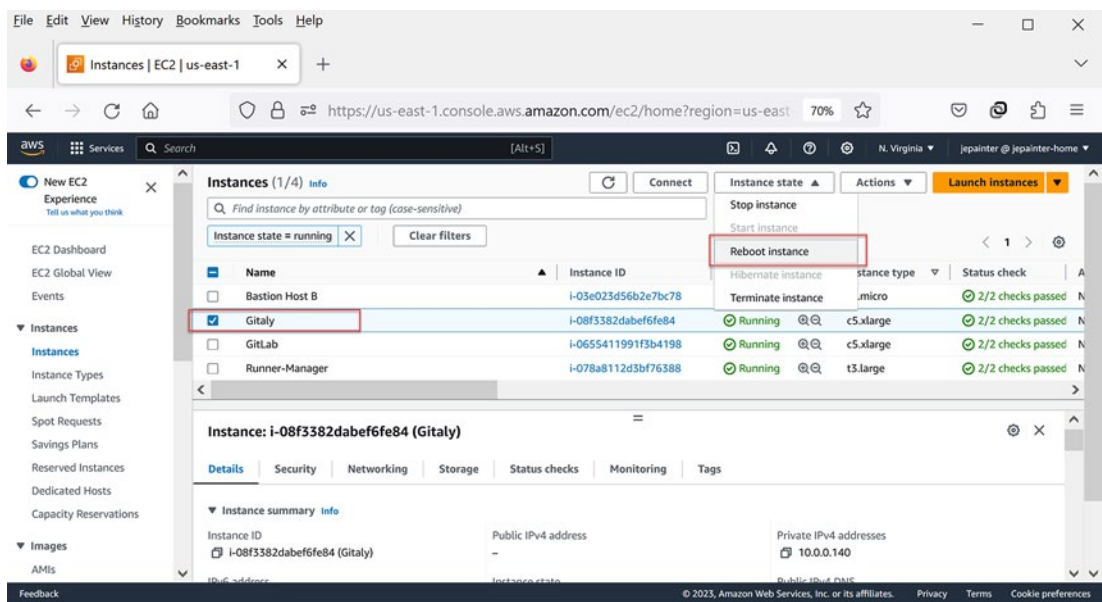 File Edit View History Bookmarks Tools Help
Instances | EC2 | us-east-1
https://us-east-1.console.aws.amazon.com/ec2/home?region=us-east- 70%
aws Services Search [Alt+S] N. Virginia jepainter @ jepainter-home
New EC2
Experience
Tell us what you think
EC2 Dashboard
EC2 Global View
Events
Instances
Instances
Instance Types
Launch Templates
Spot Requests
Savings Plans
Reserved Instances
Dedicated Hosts
Capacity Reservations
Images
AMIs
Instances (1/4) Info Connect Instance state Actions Launch instances
Find instance by attribute or tag (case-sensitive)
Instance state = running Clear filters
Stop instance
Start instance
Reboot instance
Hibernate instance
Terminate instance
1
Name Instance ID stance type Status check A
Bastion Host B i-03e023d56b2e7bc78 .micro 2/2 checks passed N
Gitaly i-08f3382dabef6fe84 Running c5.xlarge 2/2 checks passed N
GitLab i-0655411991f3b4198 Running c5.xlarge 2/2 checks passed N
Runner-Manager i-078a8112d3bf76388 Running t3.large 2/2 checks passed N
Instance: i-08f3382dabef6fe84 (Gitaly)
Details Security Networking Storage Status checks Monitoring Tags
Instance summary Info
Instance ID Public IPv4 address Private IPv4 addresses
i-08f3382dabef6fe84 (Gitaly) – 10.0.0.140
IPv6 address Instance state Public IPv4 DNS
Feedback © 2023, Amazon Web Services, Inc. or its affiliates. Privacy Terms Cookie preferences